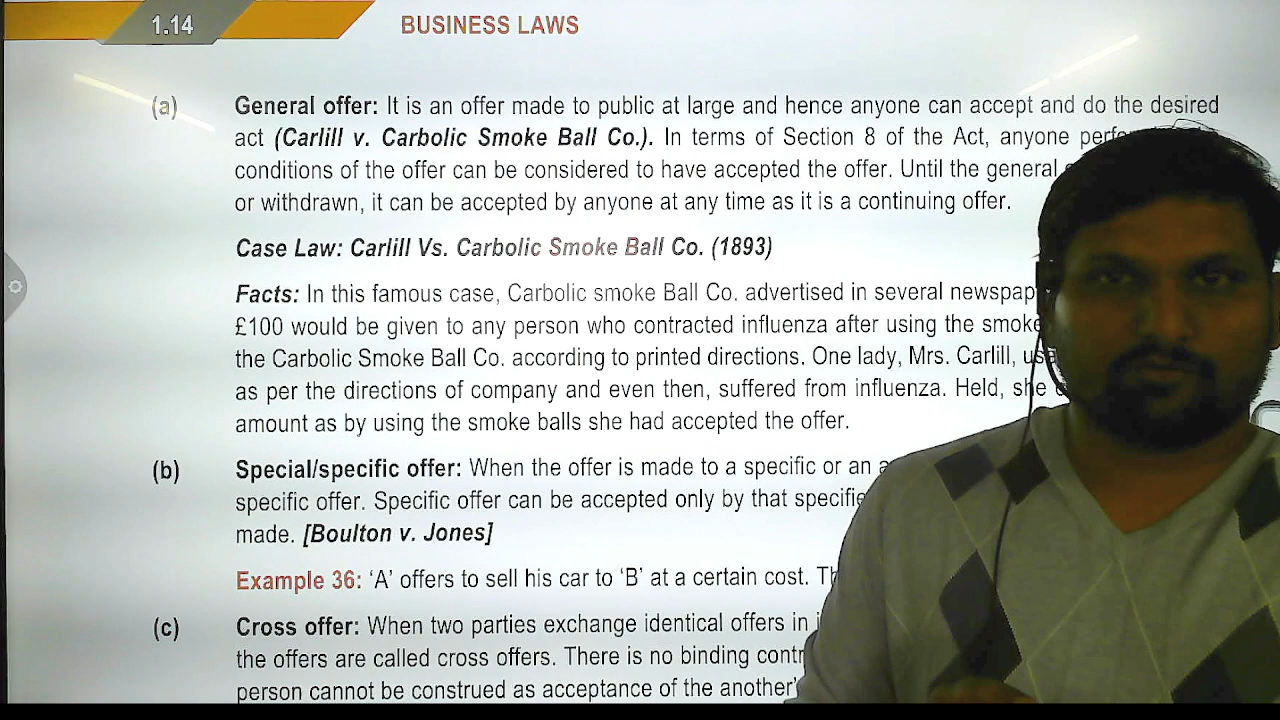 1.14 BUSINESS LAWS
(a) General offer: It is an offer made to public at large and hence anyone can accept and do the desired
act (Carlill v. Carbolic Smoke Ball Co.). In terms of Section 8 of the Act, anyone
conditions of the offer can be considered to have accepted the offer. Until the general
or withdrawn, it can be accepted by anyone at any time as it is a continuing offer.
Case Law: Carlill Vs. Carbolic Smoke Ball Co. (1893)
Facts: In this famous case, Carbolic smoke Ball Co. advertised in several
£100 would be given to any person who contracted influenza after using the smoke
the Carbolic Smoke Ball Co. according to printed directions. One lady, Mrs. Carlill,
as per the directions of company and even then, suffered from influenza. Held, she
amount as by using the smoke balls she had accepted the offer.
(b) Special/specific offer: When the offer is made to a specific or an
specific offer. Specific offer can be accepted only by that
made. [Boulton v. Jones]
Example 36: ‘A’ offers to sell his car to ‘B’ at a certain cost.
(c) Cross offer: When two parties exchange identical offers in
the offers are called cross offers. There is no binding
person cannot be construed as acceptance of the another’